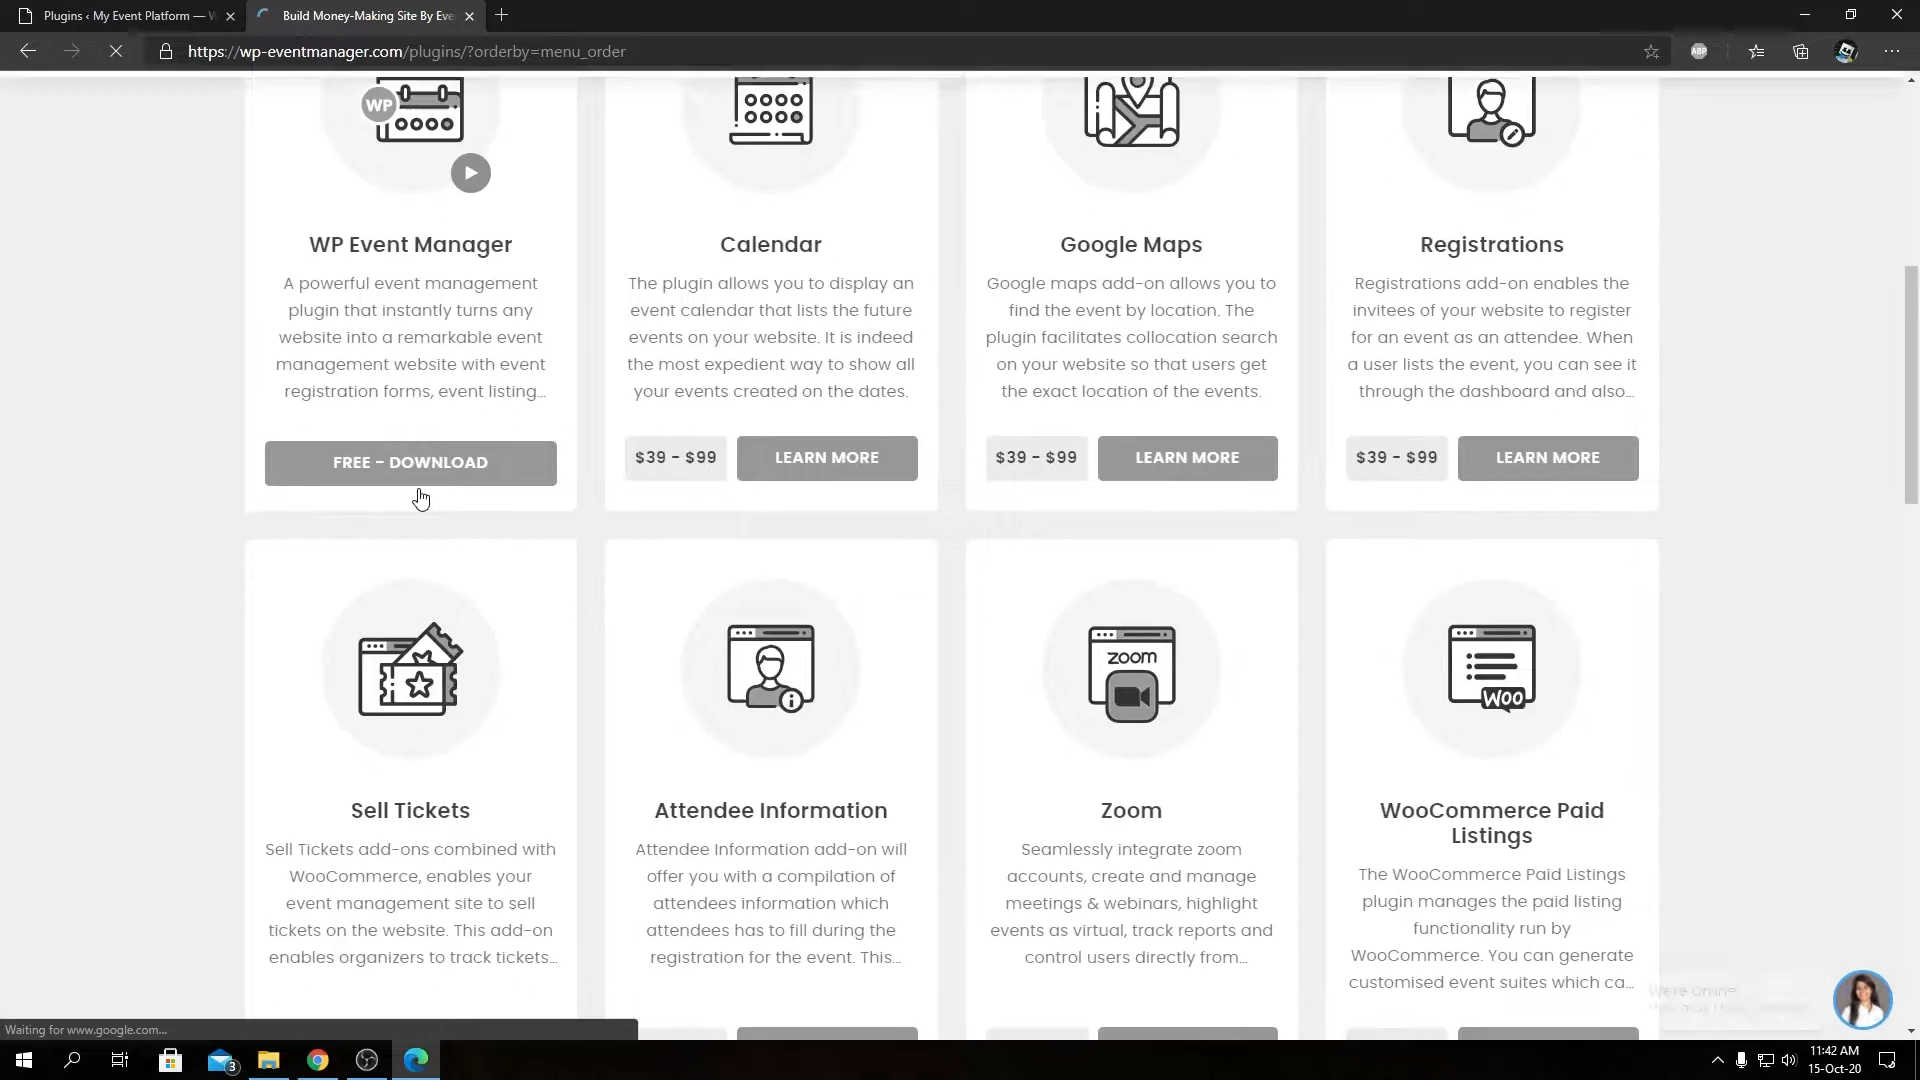 Plugins ‹ My Event Platform — W
Build Money-Making Site By Eve
https://wp-eventmanager.com/plugins/?orderby=menu_order
ABP
WP
WP Event Manager
A powerful event management
plugin that instantly turns any
website into a remarkable event
management website with event
registration forms, event listing...
FREE - DOWNLOAD
Calendar
The plugin allows you to display an
event calendar that lists the future
events on your website. It is indeed
the most expedient way to show all
your events created on the dates.
$39 - $99
LEARN MORE
Google Maps
Google maps add-on allows you to
find the event by location. The
plugin facilitates collocation search
on your website so that users get
the exact location of the events.
$39 - $99
LEARN MORE
Registrations
Registrations add-on enables the
invitees of your website to register
for an event as an attendee. When
a user lists the event, you can see it
through the dashboard and also...
$39 - $99
LEARN MORE
Sell Tickets
Sell Tickets add-ons combined with
WooCommerce, enables your
event management site to sell
tickets on the website. This add-on
enables organizers to track tickets...
Attendee Information
Attendee Information add-on will
offer you with a compilation of
attendees information which
attendees has to fill during the
registration for the event. This...
zoom
Zoom
Seamlessly integrate zoom
accounts, create and manage
meetings & webinars, highlight
events as virtual, track reports and
control users directly from...
WOO
WooCommerce Paid
Listings
The WooCommerce Paid Listings
plugin manages the paid listing
functionality run by
WooCommerce. You can generate
customised event suites which ca...
We're Online!
Waiting for www.google.com...
3
11:42 AM
15-Oct-20